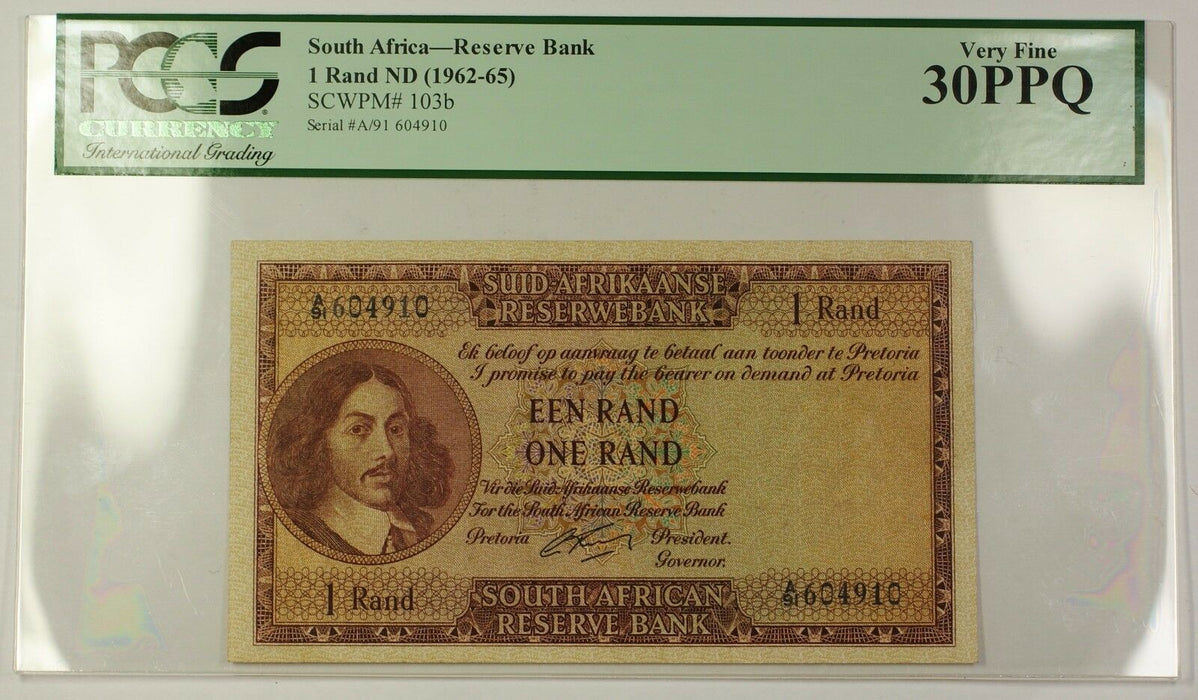 PCGS
CURRENCY
International Grading
South Africa—Reserve Bank
1 Rand ND (1962-65)
SCWPM# 103b
Serial #A/91 604910
Very Fine
30PPQ
SUID-AFRIKAANSE
RESERWEBANK
A/91 604910
1 Rand
Ek beloof op aanvraag te betaal aan toonder te Pretoria
I promise to pay the bearer on demand at Pretoria
EEN RAND
ONE RAND
Vir die Suid-Afrikaanse Reserwebank
For the South African Reserve Bank
Pretoria President.
Governor.
1 Rand
SOUTH AFRICAN
RESERVE BANK
A/91 604910